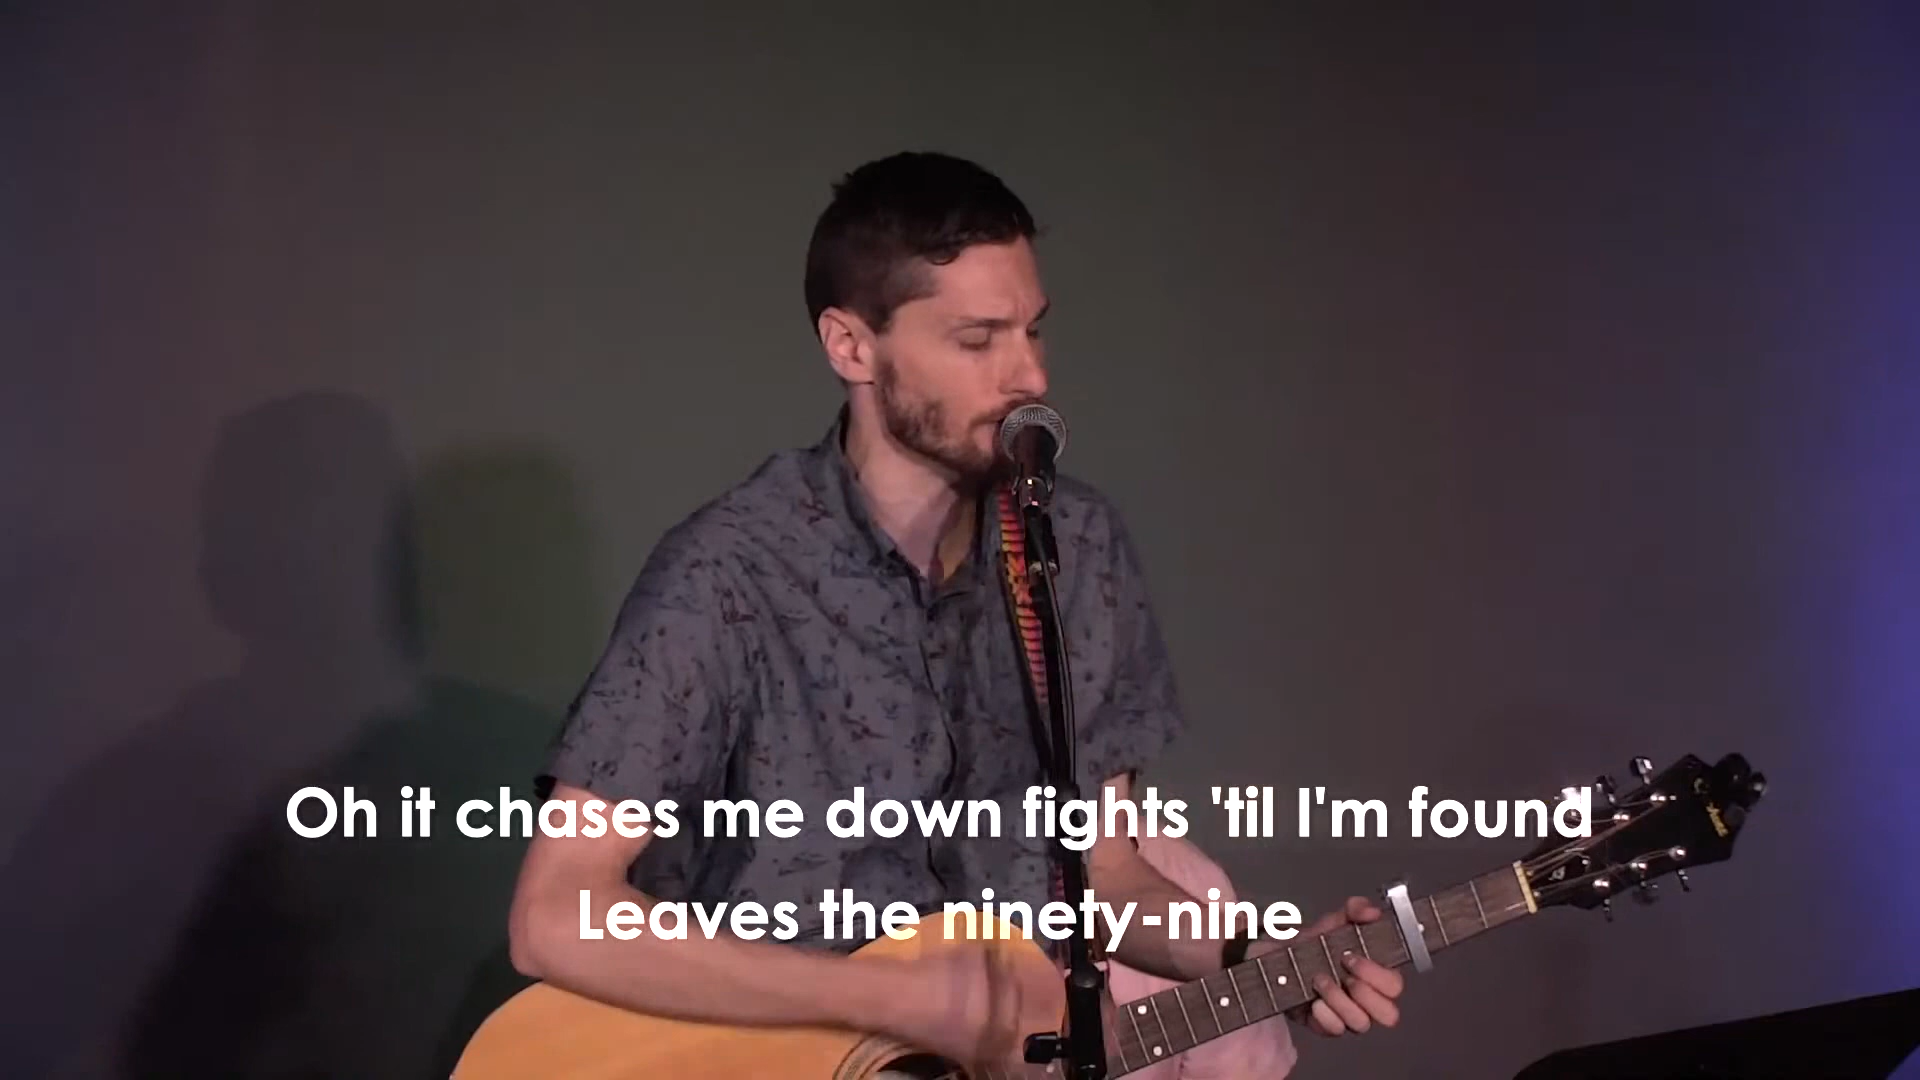 Oh it chases me down fights 'til I'm found
Leaves the ninety-nine